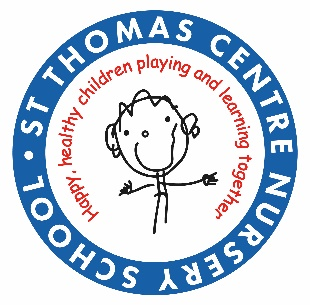 ST THOMAS CENTRE NURSERY SCHOOL •
Happy, healthy children playing and learning together